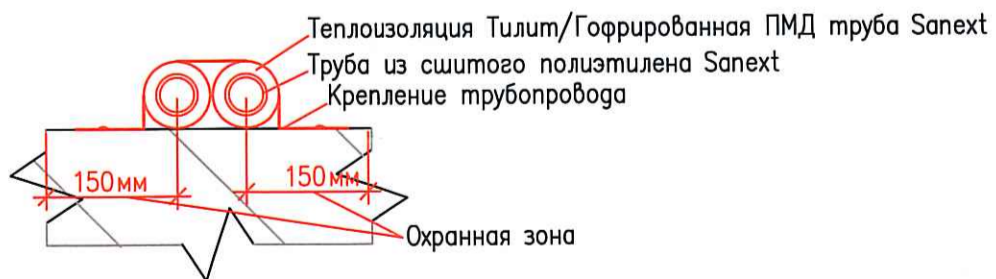 Теплоизоляция Тилит/Гофрированная ПМД труба Sanext
Труба из сшитого полиэтилена Sanext
Крепление трубопровода
150мм 150мм
Охранная зона